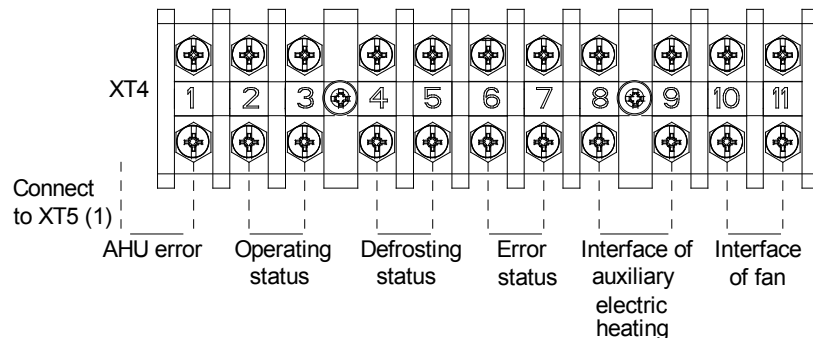 XT4
1 2 3 4 5 6 7 8 9 10 11
Connect
to XT5 (1)
AHU error
Operating
status
Defrosting
status
Error
status
Interface of
auxiliary
electric
heating
Interface
of fan